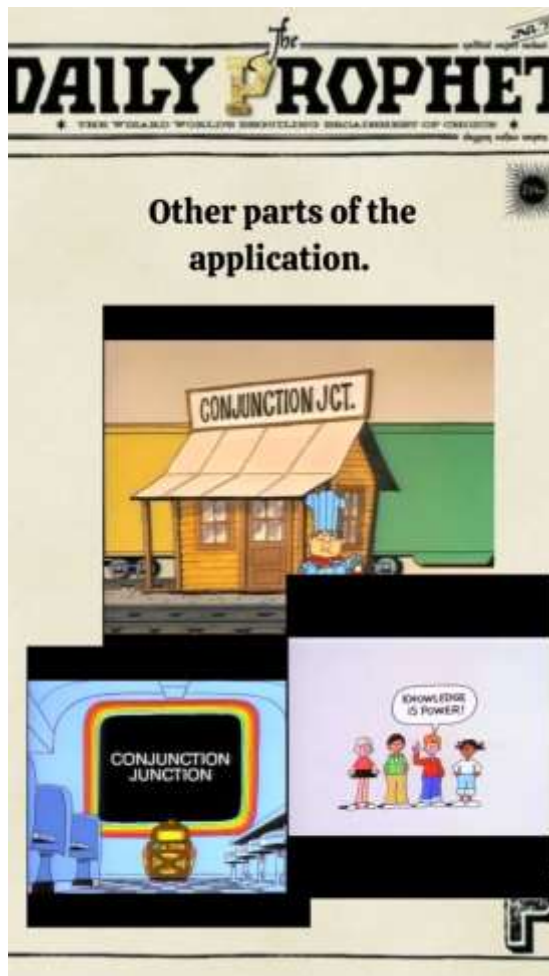 The
DAILY PROPHET
Other parts of the
application.
CONJUNCTION JCT.
CONJUNCTION
JUNCTION
KNOWLEDGE
IS POWER!